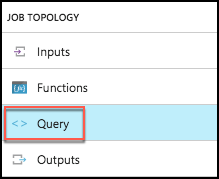 JOB TOPOLOGY
Inputs
Functions
<> Query
Outputs